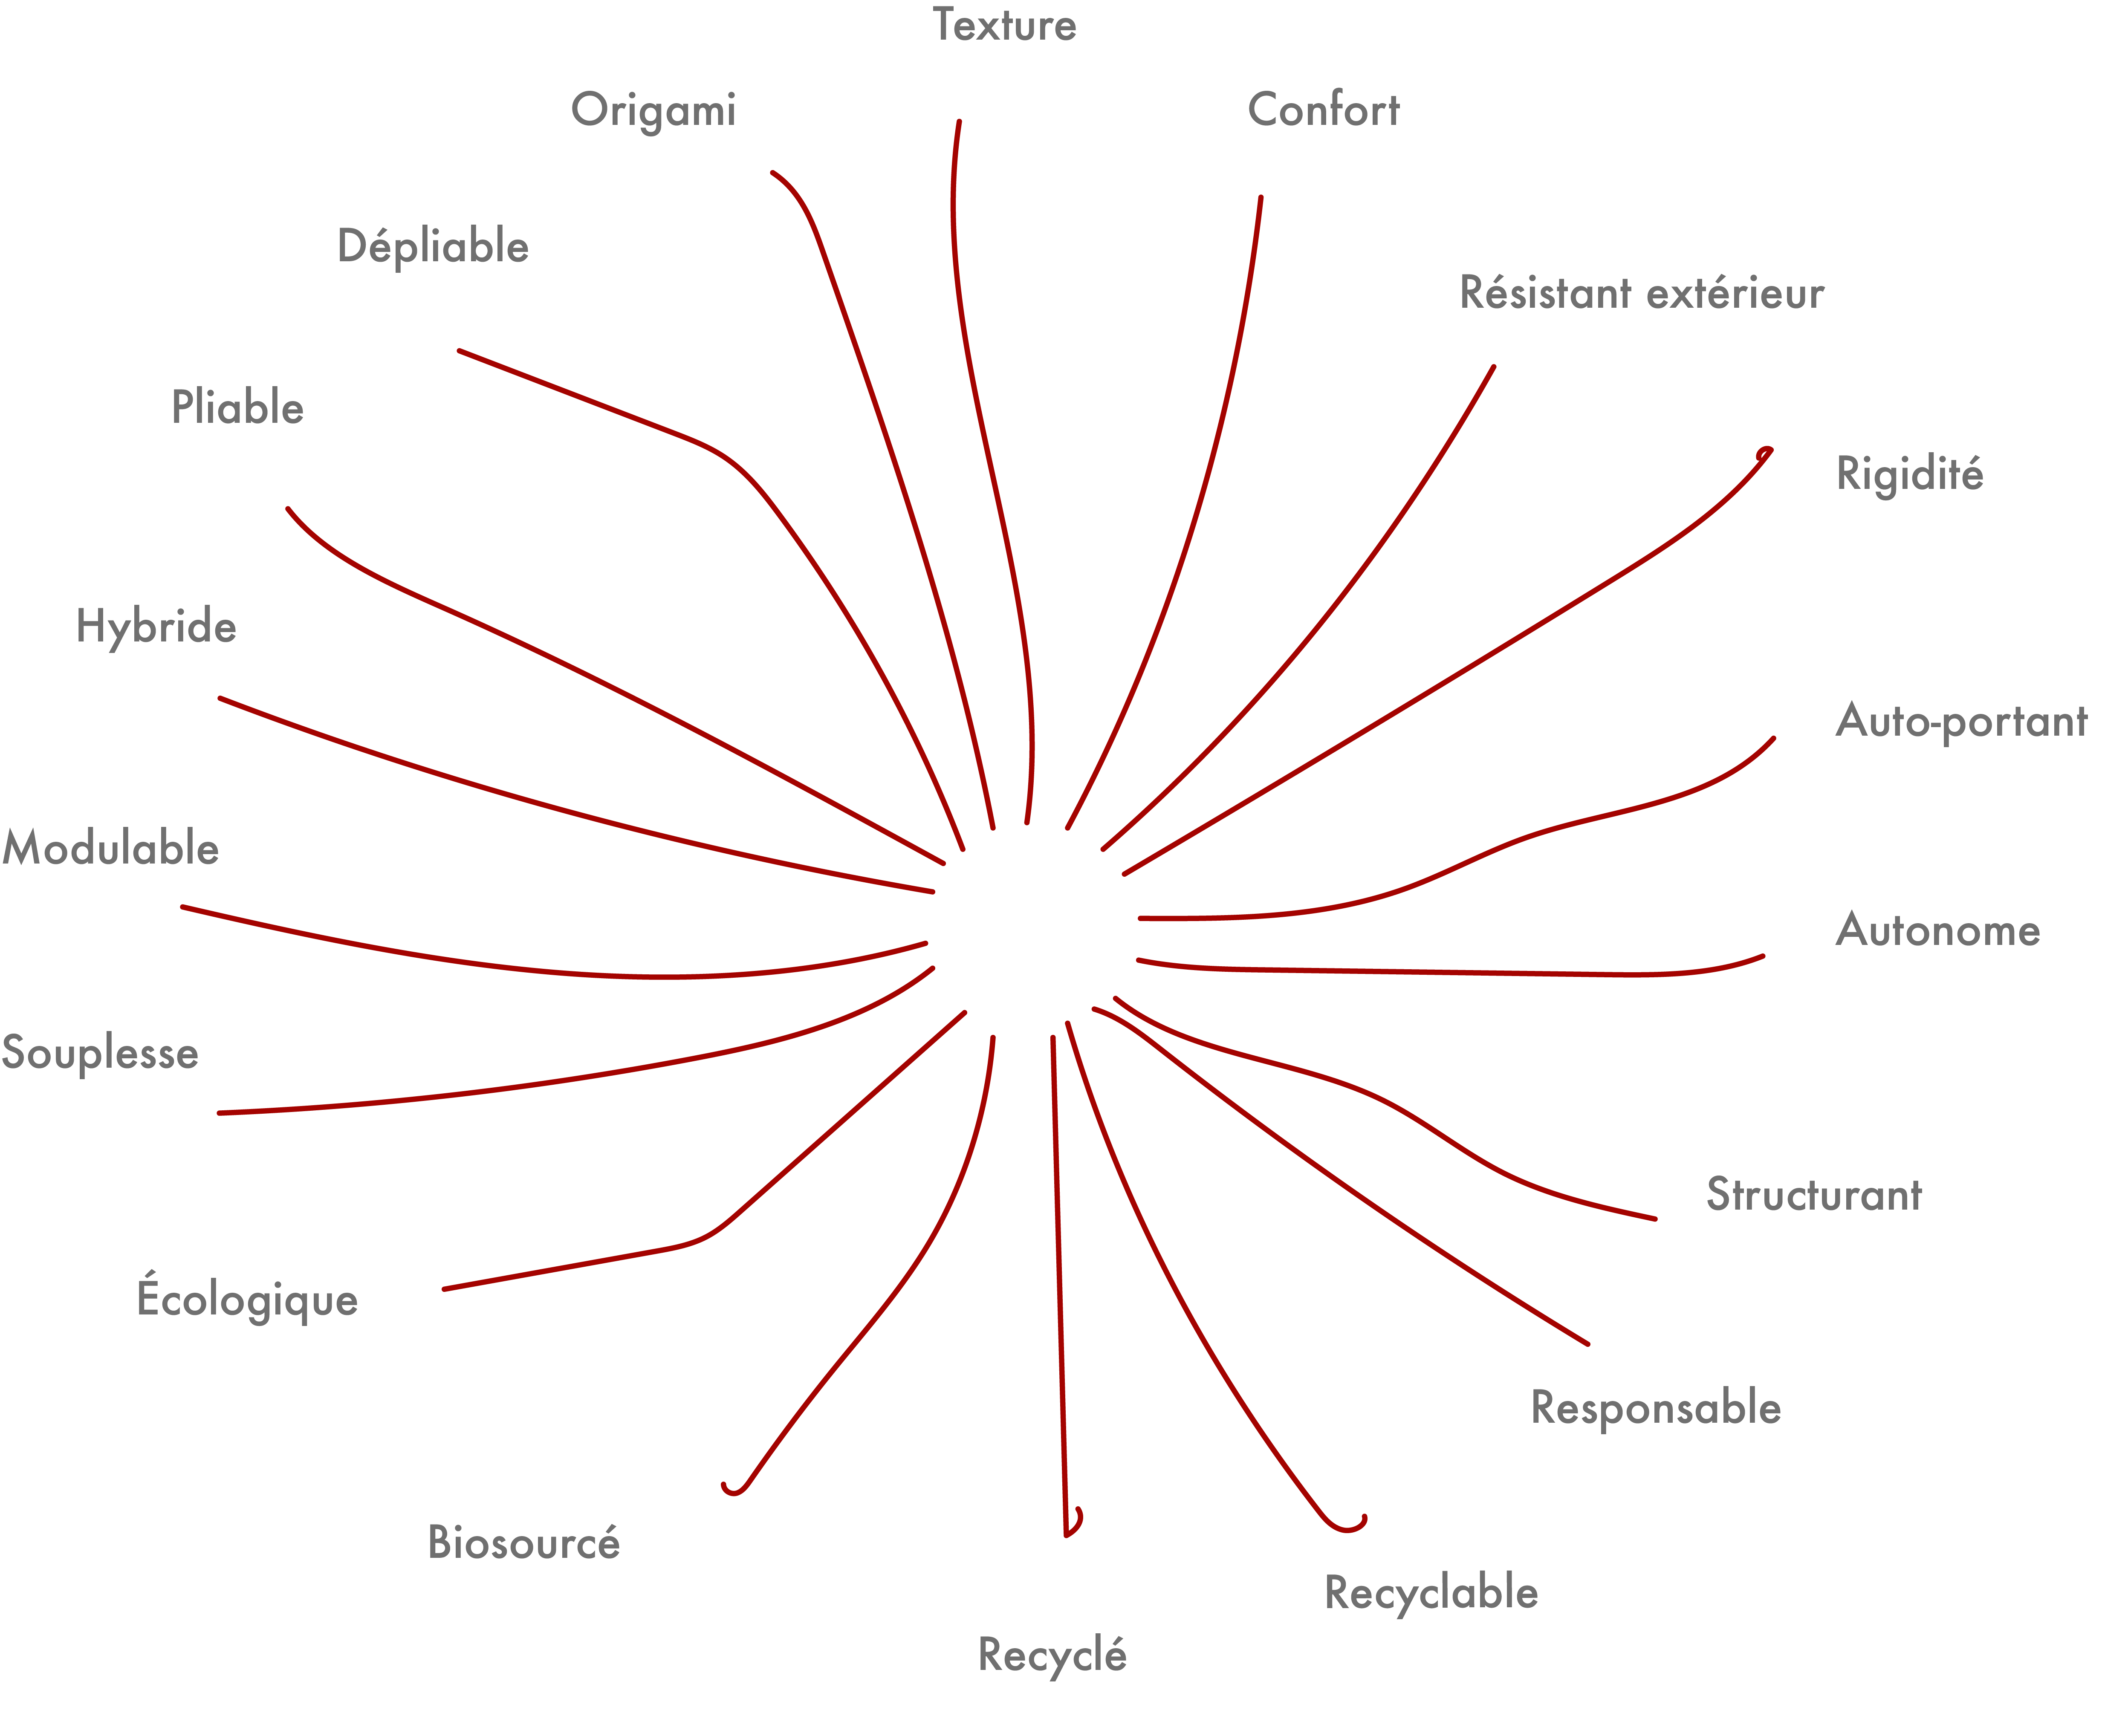 Texture
Origami
Confort
Dépliable
Résistant extérieur
Pliable
Rigidité
Hybride
Auto-portant
Modulable
Autonome
Souplesse
Structurant
Écologique
Responsable
Biosourcé
Recyclable
Recyclé